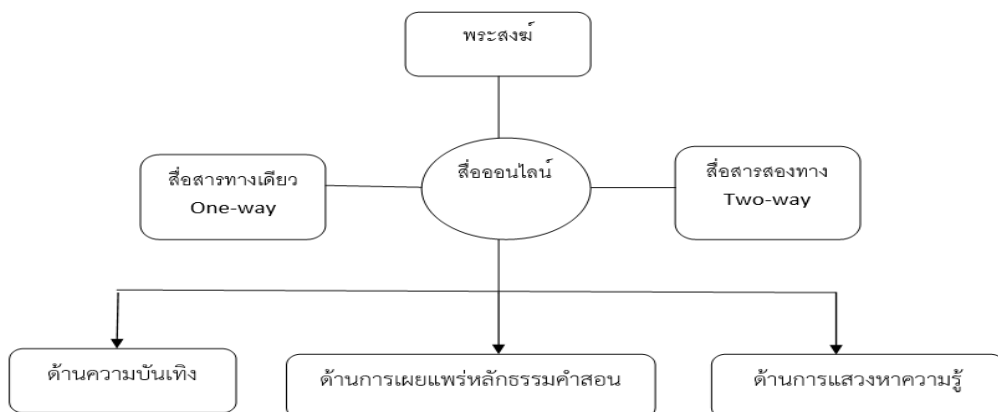 พระสงฆ์
สื่อออนไลน์
สื่อสารทางเดียว
One-way
สื่อสารสองทาง
Two-way
ด้านความบันเทิง
ด้านการเผยแพร่หลักธรรมคำสอน
ด้านการแสวงหาความรู้